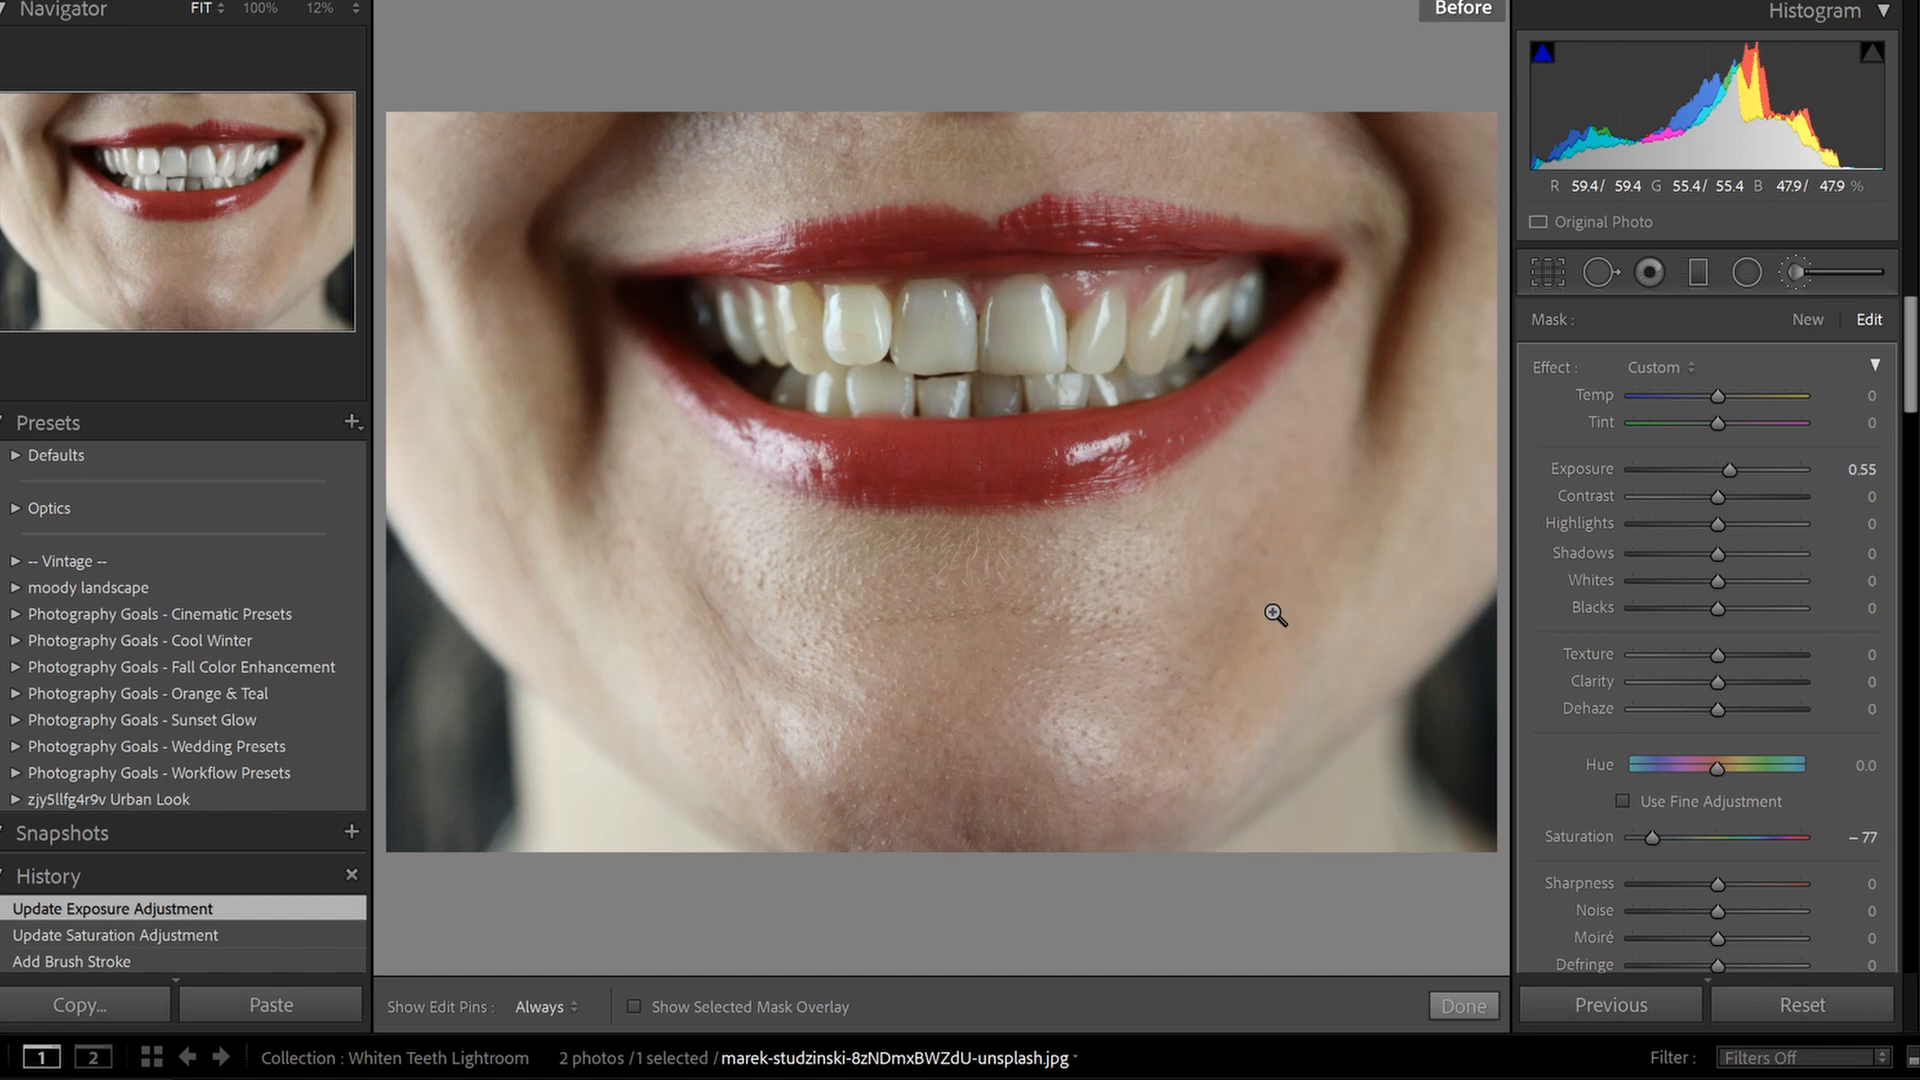 Navigator FIT 100% 12%
Presets
Defaults
Optics
-- Vintage --
moody landscape
Photography Goals - Cinematic Presets
Photography Goals - Cool Winter
Photography Goals - Fall Color Enhancement
Photography Goals - Orange & Teal
Photography Goals - Sunset Glow
Photography Goals - Wedding Presets
Photography Goals - Workflow Presets
zjy5llfg4r9v Urban Look
Snapshots
History
Update Exposure Adjustment
Update Saturation Adjustment
Add Brush Stroke
Copy... Paste
Before
Show Edit Pins : Always Show Selected Mask Overlay Done
Histogram
R 59.4 / 59.4 G 55.4 / 55.4 B 47.9 / 47.9 %
Original Photo
Mask : New Edit
Effect : Custom
Temp 0
Tint 0
Exposure 0.55
Contrast 0
Highlights 0
Shadows 0
Whites 0
Blacks 0
Texture 0
Clarity 0
Dehaze 0
Hue 0.0
Use Fine Adjustment
Saturation – 77
Sharpness 0
Noise 0
Moiré 0
Defringe 0
Previous Reset
1 2 Collection : Whiten Teeth Lightroom 2 photos / 1 selected / marek-studzinski-8zNDmxBWZdU-unsplash.jpg Filter : Filters Off